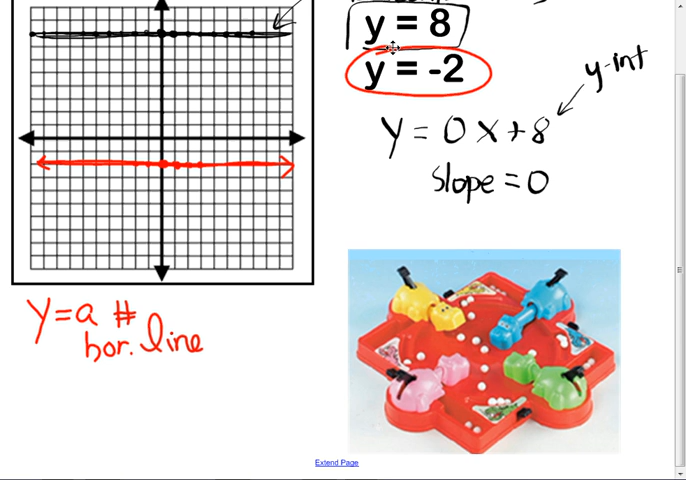 y = 8
y = -2
y-int
y = 0x+8
slope = 0
y=a #
hor. line
Extend Page